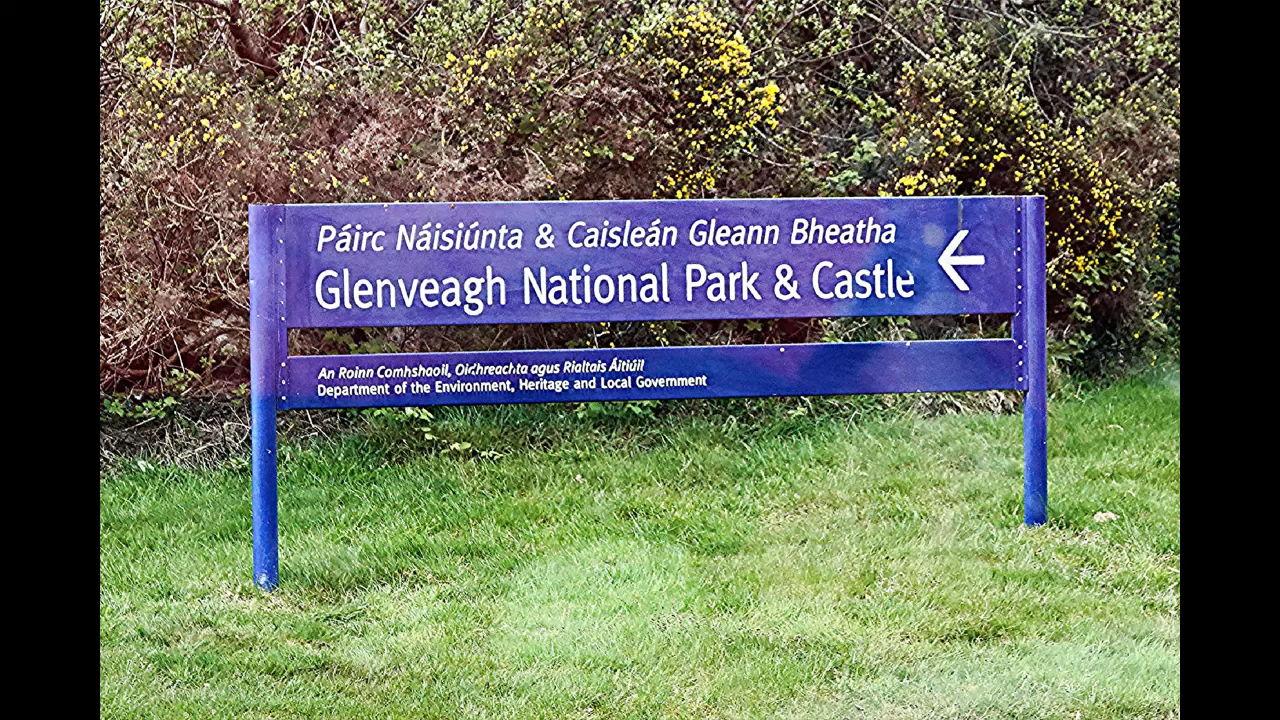 Páirc Náisiúnta & Caisleán Gleann Bheatha
Glenveagh National Park & Castle
An Roinn Comhshaoil, Oidhreachta agus Rialtais Áitiúil
Department of the Environment, Heritage and Local Government